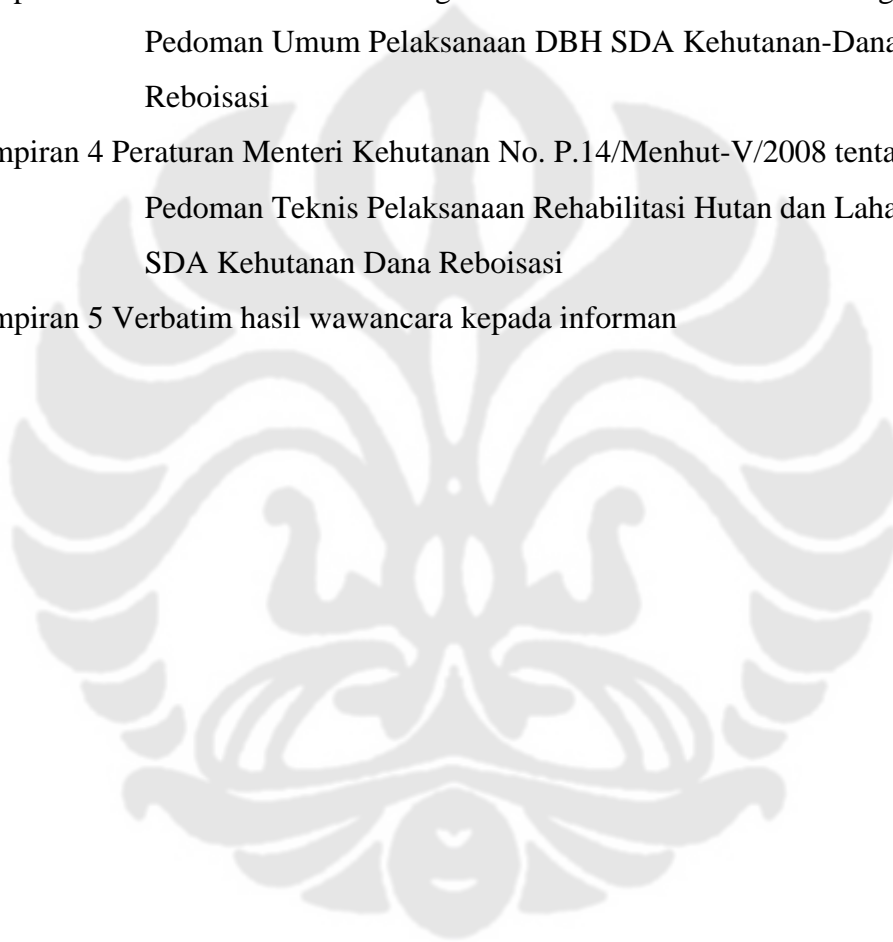 Pedoman Umum Pelaksanaan DBH SDA Kehutanan-Dana
Reboisasi
mpiran 4 Peraturan Menteri Kehutanan No. P.14/Menhut-V/2008 tenta
Pedoman Teknis Pelaksanaan Rehabilitasi Hutan dan Laha
SDA Kehutanan Dana Reboisasi
mpiran 5 Verbatim hasil wawancara kepada informan